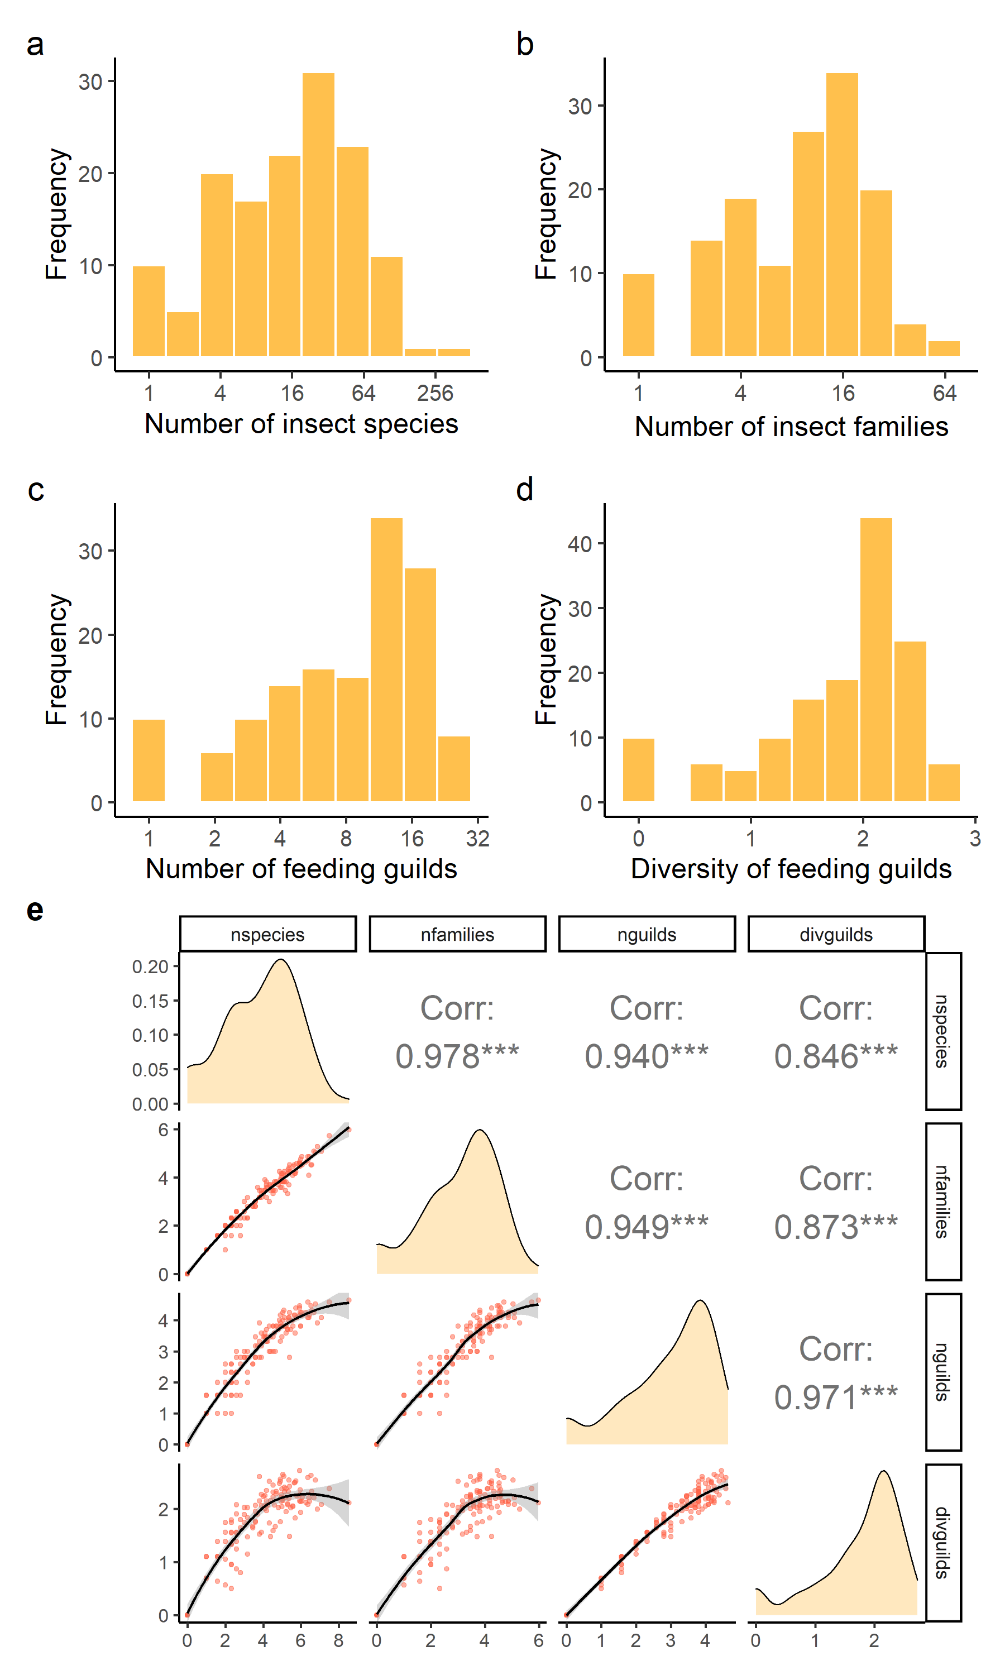 a
b
30
20
10
0
Frequency
1 4 16 64 256
Number of insect species
30
20
10
0
Frequency
1 4 16 64
Number of insect families
c
d
30
20
10
0
Frequency
1 2 4 8 16 32
Number of feeding guilds
40
30
20
10
0
Frequency
0 1 2 3
Diversity of feeding guilds
e
nspecies nfamilies nguilds divguilds
0.20
0.15
0.10
0.05
0.00
Corr:
0.978***
Corr:
0.940***
Corr:
0.846***
nspecies
6
4
2
0
Corr:
0.949***
Corr:
0.873***
nfamilies
4
3
2
1
0
Corr:
0.971***
nguilds
2
1
0
divguilds
0 2 4 6 8
0 2 4 6
0 1 2 3 4
0 1 2